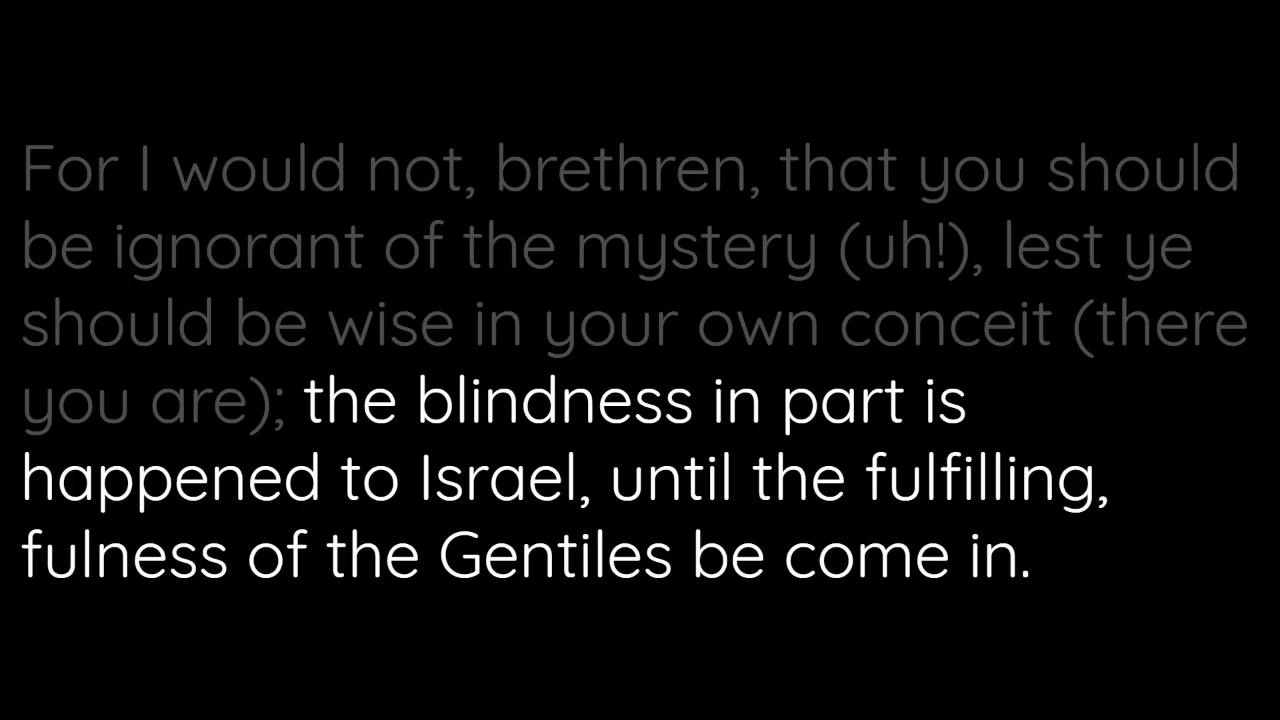 For I would not, brethren, that you should
be ignorant of the mystery (uh!), lest ye
should be wise in your own conceit (there
you are); the blindness in part is
happened to Israel, until the fulfilling,
fulness of the Gentiles be come in.